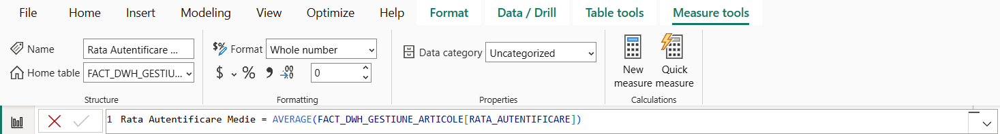 File Home Insert Modeling View Optimize Help Format Data / Drill Table tools Measure tools
Name Rata Autentificare ... $% Format Whole number Data category Uncategorized New measure Quick measure
Home table FACT_DWH_GESTIU... $ % 9 .00 →0 0
Structure Formatting Properties Calculations
1 Rata Autentificare Medie = AVERAGE(FACT_DWH_GESTIUNE_ARTICOLE[RATA_AUTENTIFICARE])